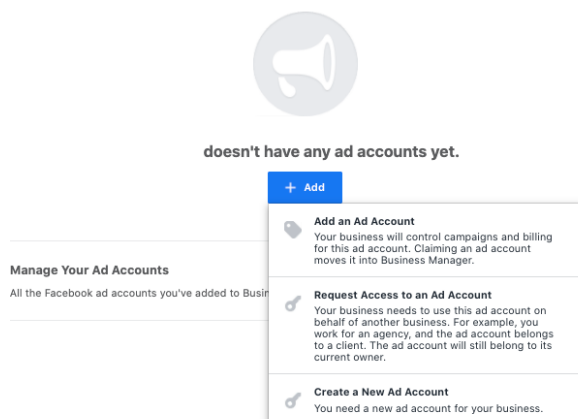 doesn't have any ad accounts yet.
+ Add
Add an Ad Account
Your business will control campaigns and billing
for this ad account. Claiming an ad account
moves it into Business Manager.
Manage Your Ad Accounts
All the Facebook ad accounts you've added to
Request Access to an Ad Account
Your business needs to use this ad account on
behalf of another business. For example, you
work for an agency, and the ad account belongs
to a client. The ad account will still belong to its
current owner.
Create a New Ad Account
You need a new ad account for your business.